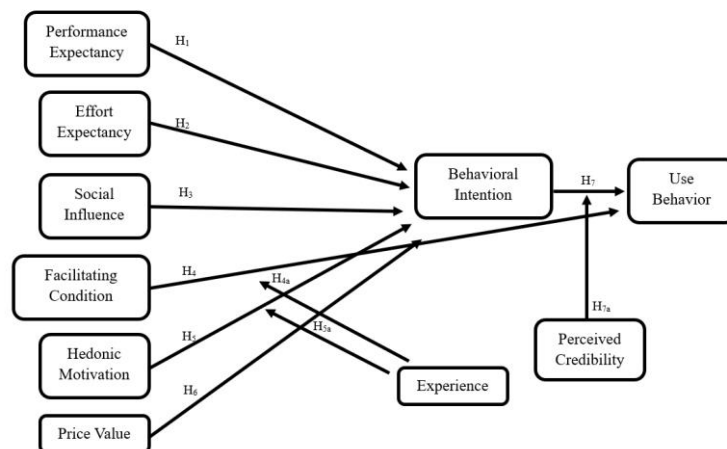 Performance
Expectancy
H₁
Effort
Expectancy
H₂
Behavioral
Intention
H₇
Use
Behavior
Social
Influence
H₃
Facilitating
Condition
H₄
H₄ₐ
H₇ₐ
Hedonic
Motivation
H₅
H₅ₐ
Perceived
Credibility
Experience
H₆
Price Value